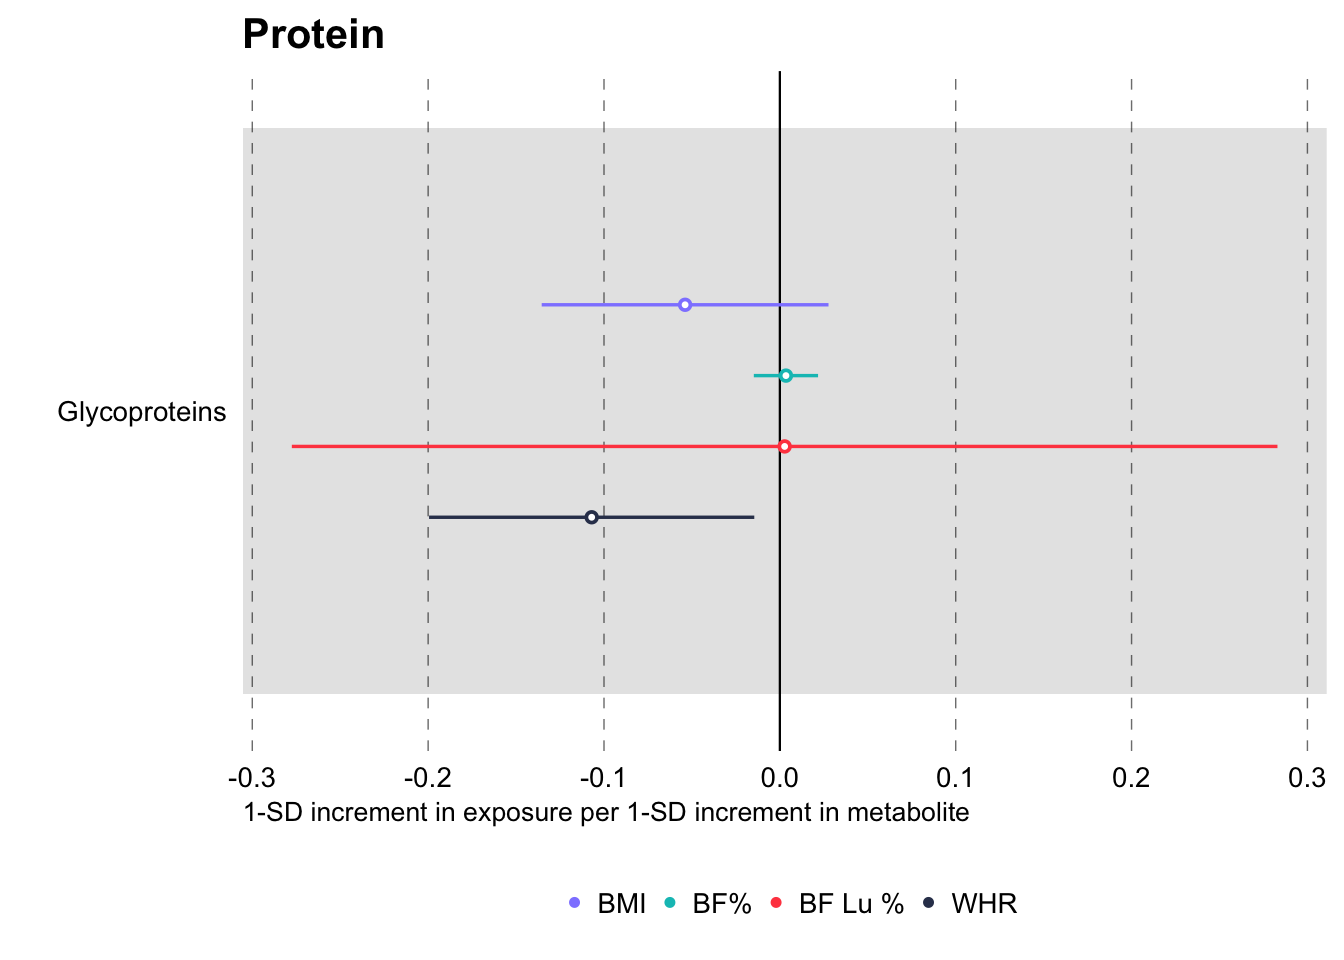 Protein
Glycoproteins
-0.3 -0.2 -0.1 0.0 0.1 0.2 0.3
1-SD increment in exposure per 1-SD increment in metabolite
BMI BF% BF Lu % WHR